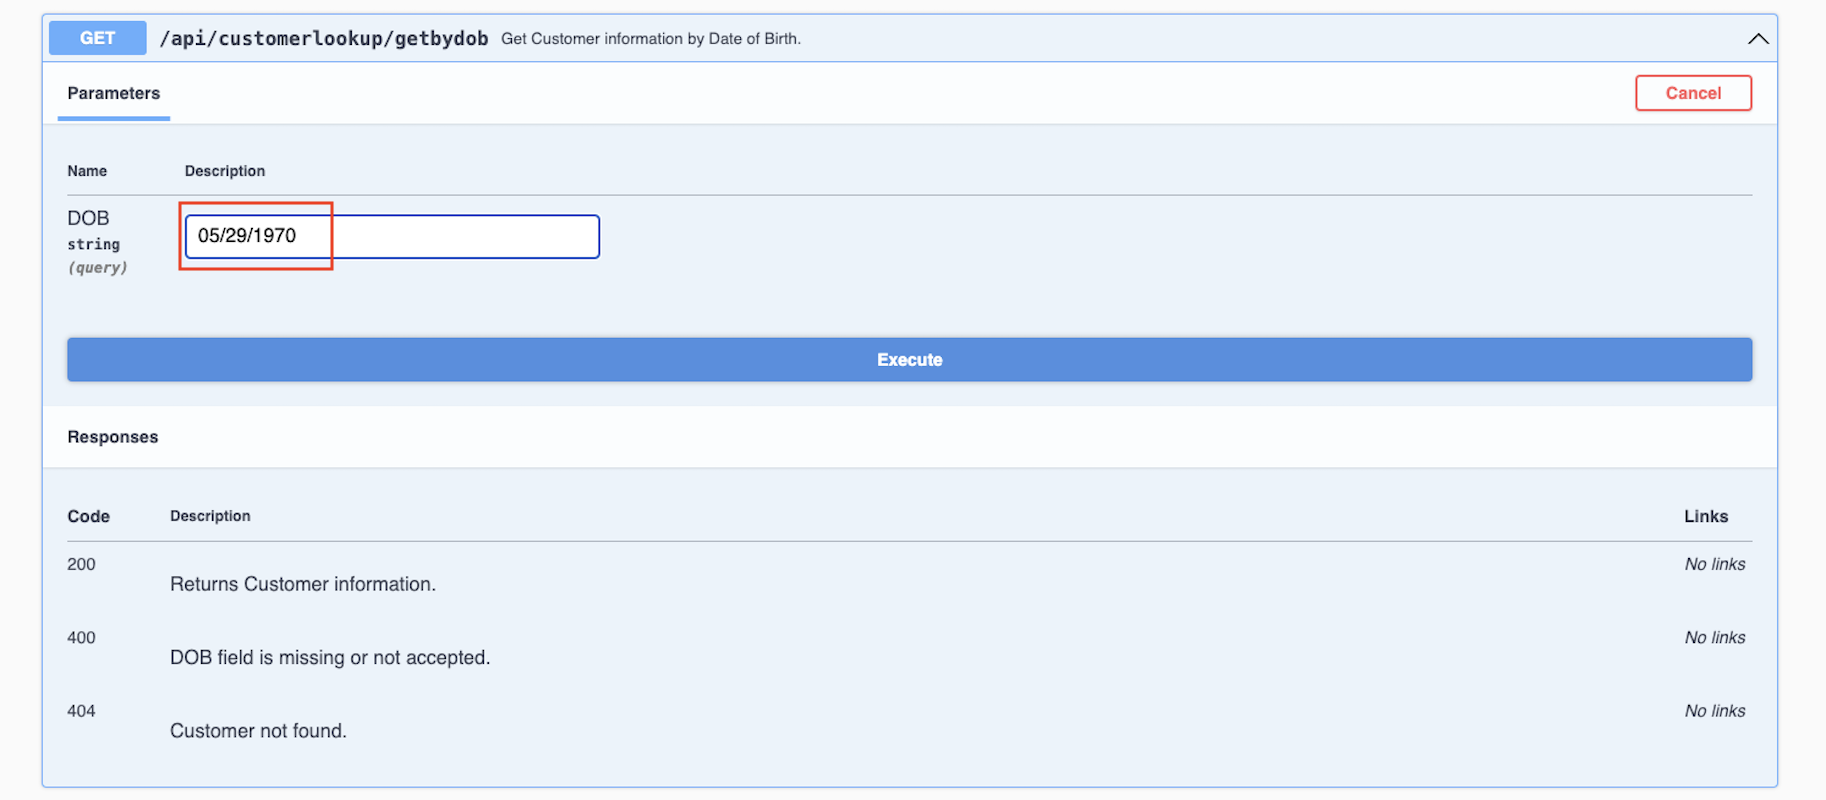 GET /api/customerlookup/getbydob Get Customer information by Date of Birth.
Parameters Cancel
Name Description
DOB
string
(query)
05/29/1970
Execute
Responses
Code Description Links
200 No links
Returns Customer information.
400 No links
DOB field is missing or not accepted.
404 No links
Customer not found.